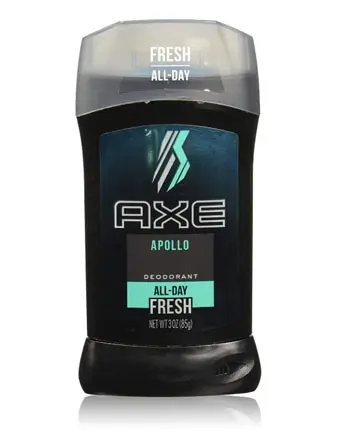 FRESH
ALL-DAY
AXE
APOLLO
DEODORANT
ALL-DAY
FRESH
NET WT 3 OZ (85g)